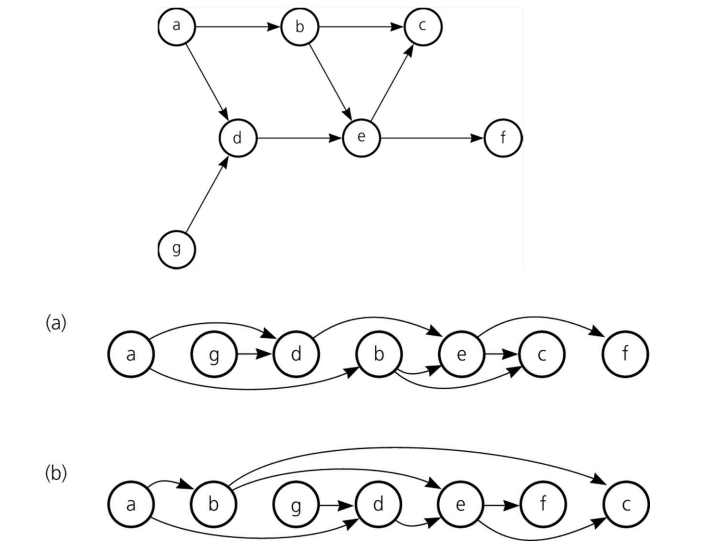 a b c
d e f
g
(a)
a g d b e c f
(b)
a b g d e f c